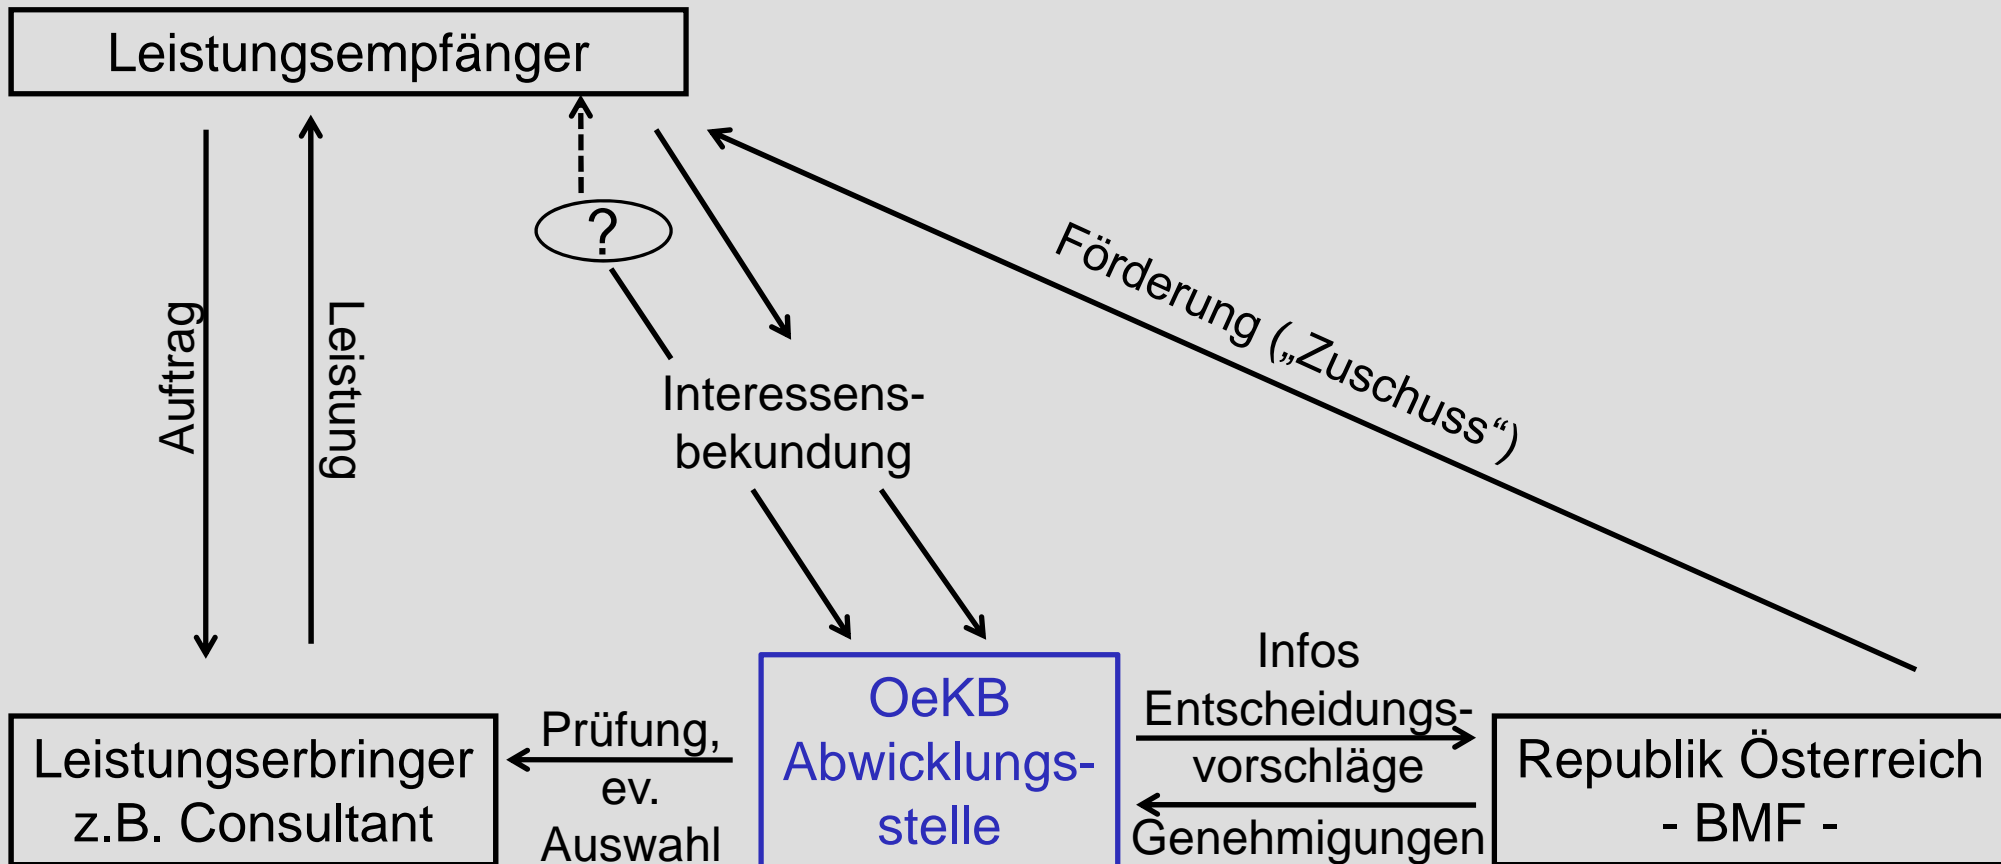 Leistungsempfänger
?
Auftrag
Leistung
Förderung („Zuschuss“)
Interessens-
bekundung
Leistungserbringer
z.B. Consultant
Prüfung,
ev.
Auswahl
OeKB
Abwicklungs-
stelle
Infos
Entscheidungs-
vorschläge
Genehmigungen
Republik Österreich
- BMF -